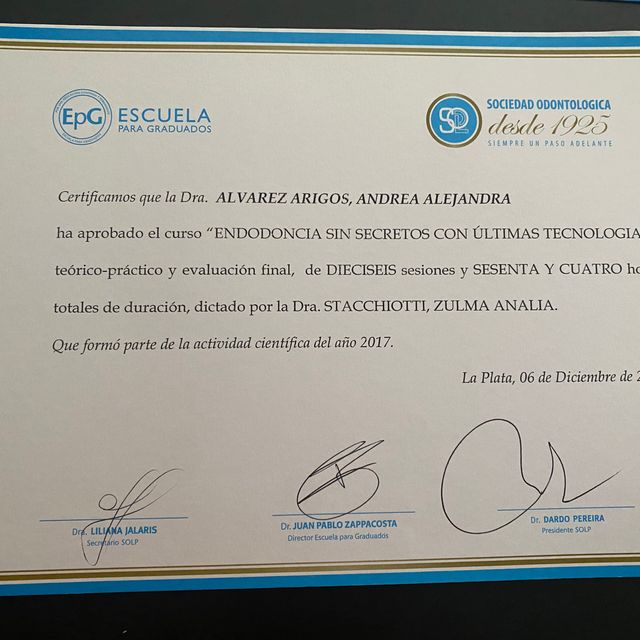 EpG ESCUELA
PARA GRADUADOS
SOCIEDAD ODONTOLOGICA
desde 1925
SIEMPRE UN PASO ADELANTE
Certificamos que la Dra. ALVAREZ ARIGOS, ANDREA ALEJANDRA
ha aprobado el curso “ENDODONCIA SIN SECRETOS CON ÚLTIMAS TECNOLOGIA
teórico-práctico y evaluación final, de DIECISEIS sesiones y SESENTA Y CUATRO ho
totales de duración, dictado por la Dra. STACCHIOTTI, ZULMA ANALIA.
Que formó parte de la actividad científica del año 2017.
La Plata, 06 de Diciembre de 2
Dra. LILIANA JALARIS
Secretario SOLP
Dr. JUAN PABLO ZAPPACOSTA
Director Escuela para Graduados
Dr. DARDO PEREIRA
Presidente SOLP